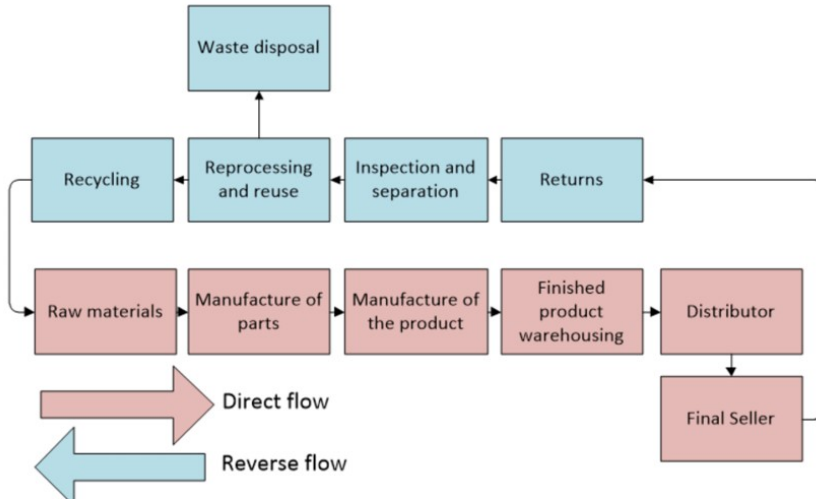 Waste disposal
Recycling
Reprocessing
and reuse
Inspection and
separation
Returns
Raw materials
Manufacture of
parts
Manufacture of
the product
Finished
product
warehousing
Distributor
Final Seller
Direct flow
Reverse flow